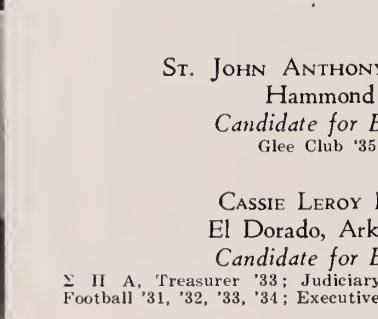 ST. JOHN ANTHONY
Hammond
Candidate for
Glee Club '35
CASSIE LEROY
El Dorado, Ark
Candidate for
Σ Π Α, Treasurer '33; Judiciary
Football '31, '32, '33, '34; Executive